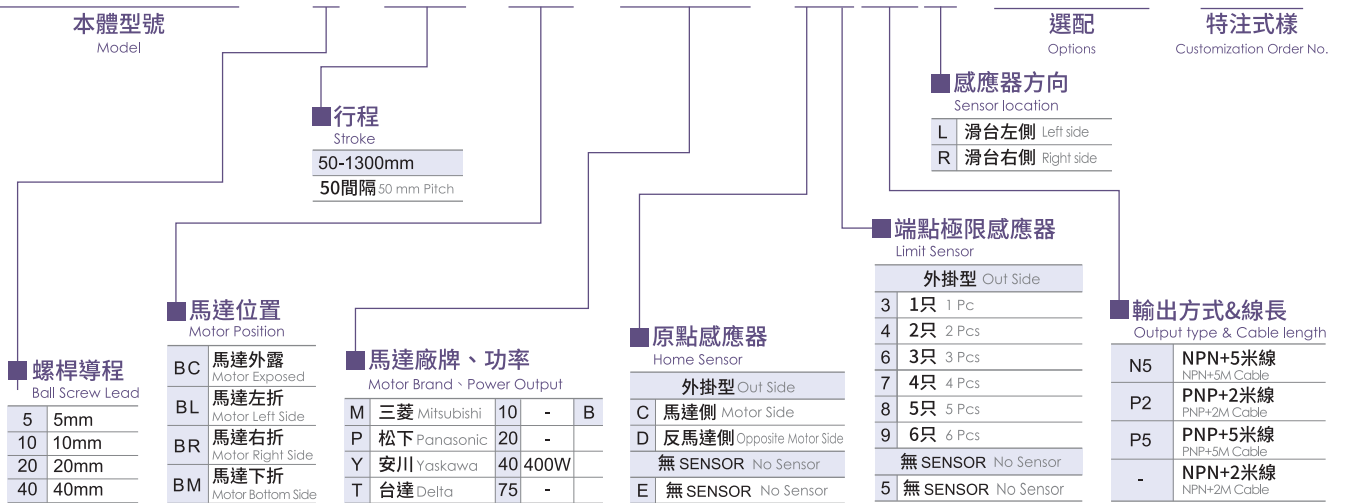 本體型號
Model
選配
Options
特注式樣
Customization Order No.
感應器方向
Sensor location
L 滑台左側 Left side
R 滑台右側 Right side
行程
Stroke
50-1300mm
50間隔 50 mm Pitch
端點極限感應器
Limit Sensor
外掛型 Out Side
3 1只 1 Pc
4 2只 2 Pcs
6 3只 3 Pcs
7 4只 4 Pcs
8 5只 5 Pcs
9 6只 6 Pcs
無 SENSOR No Sensor
5 無 SENSOR No Sensor
馬達位置
Motor Position
BC 馬達外露
Motor Exposed
BL 馬達左折
Motor Left Side
BR 馬達右折
Motor Right Side
BM 馬達下折
Motor Bottom Side
輸出方式&線長
Output type & Cable length
N5 NPN+5米線
NPN+5M Cable
P2 PNP+2米線
PNP+2M Cable
P5 PNP+5米線
PNP+5M Cable
- NPN+2米線
NPN+2M Cable
原點感應器
Home Sensor
外掛型 Out Side
C 馬達側 Motor Side
D 反馬達側 Opposite Motor Side
無 SENSOR No Sensor
E 無 SENSOR No Sensor
馬達廠牌、功率
Motor Brand、Power Output
M 三菱 Mitsubishi 10 - B
P 松下 Panasonic 20 -
Y 安川 Yaskawa 40 400W
T 台達 Delta 75 -
螺桿導程
Ball Screw Lead
5 5mm
10 10mm
20 20mm
40 40mm